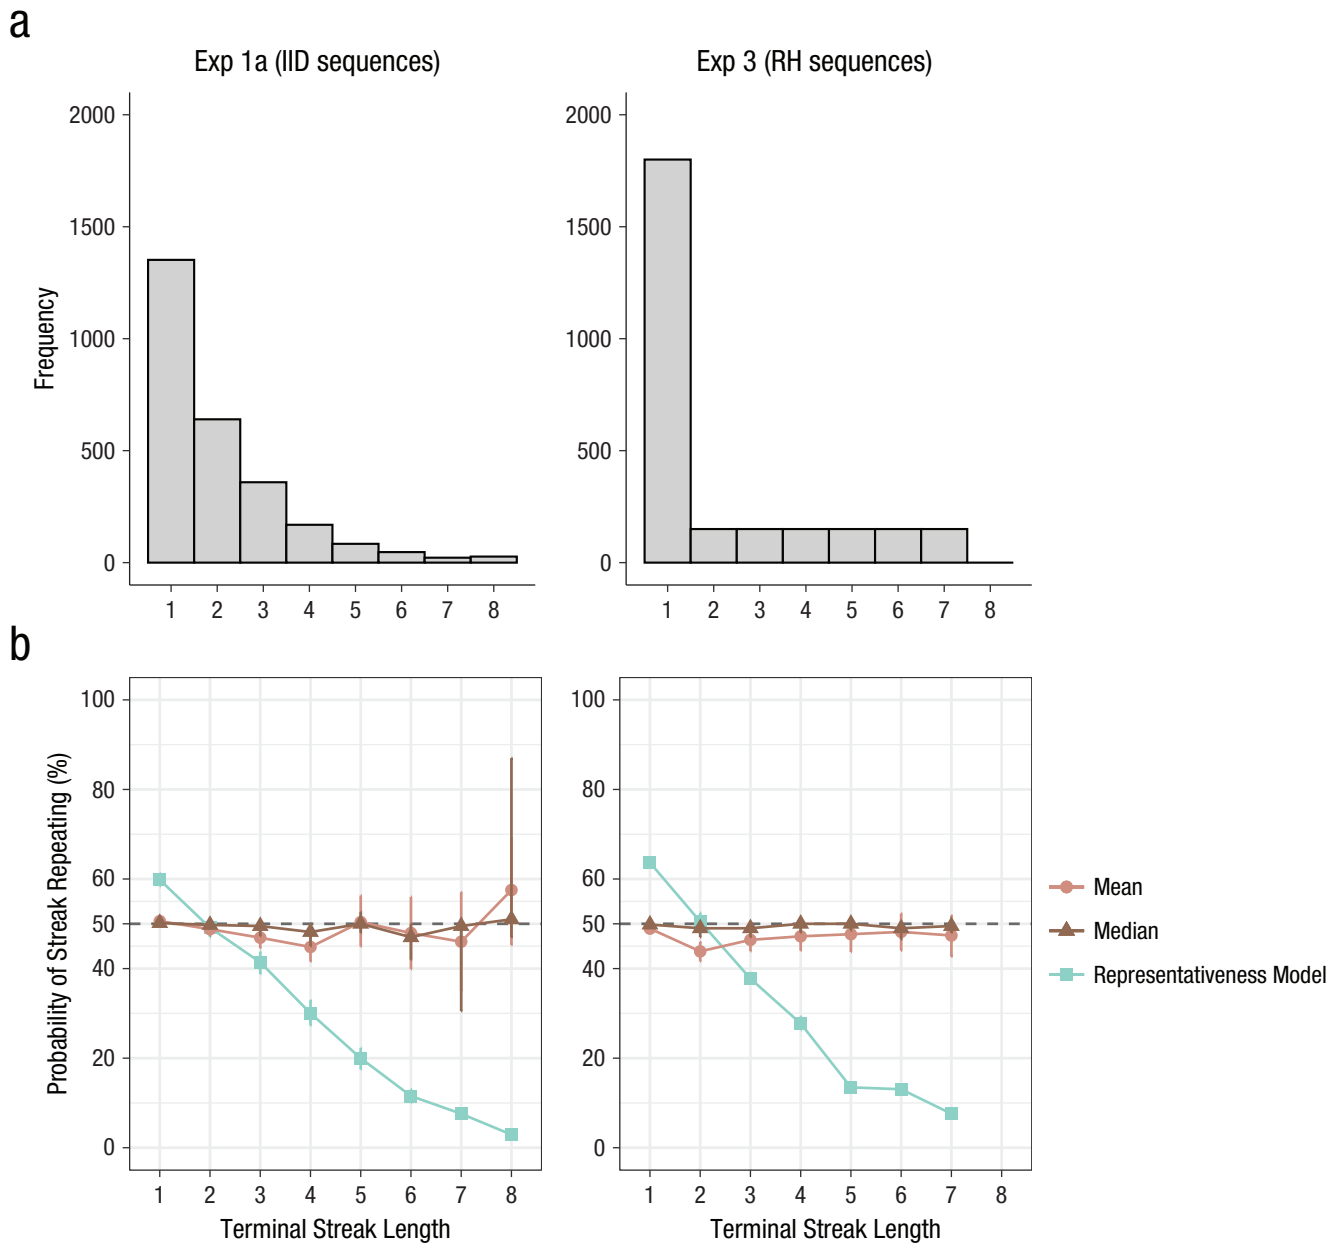 a
Exp 1a (IID sequences)
Exp 3 (RH sequences)
Frequency
2000
1500
1000
500
0
1 2 3 4 5 6 7 8
2000
1500
1000
500
0
1 2 3 4 5 6 7 8
b
Probability of Streak Repeating (%)
100
80
60
50
40
20
0
1 2 3 4 5 6 7 8
Terminal Streak Length
100
80
60
50
40
20
0
1 2 3 4 5 6 7 8
Terminal Streak Length
Mean
Median
Representativeness Model